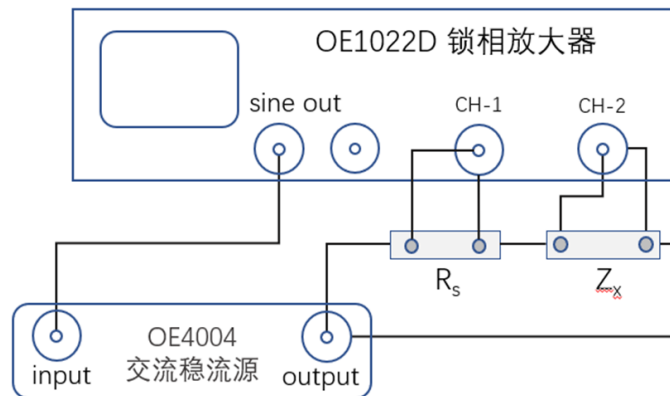 OE1022D 锁相放大器
sine out
CH-1
CH-2
Rs
Zx
OE4004
交流稳流源
input
output